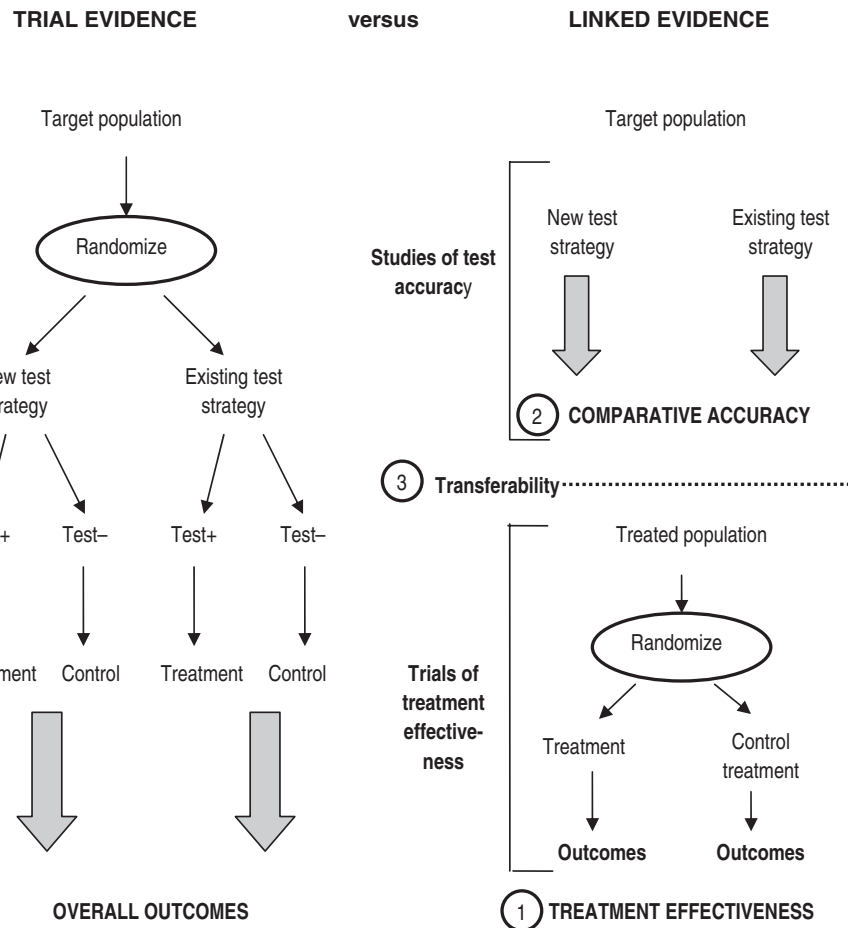 TRIAL EVIDENCE versus LINKED EVIDENCE
Target population
Randomize
ew test
rategy
Existing test
strategy
+ Test– Test+ Test–
ment Control Treatment Control
OVERALL OUTCOMES
Target population
Studies of test
accuracy
New test
strategy
Existing test
strategy
2 COMPARATIVE ACCURACY
3 Transferability
Treated population
Randomize
Trials of
treatment
effective-
ness
Treatment
Control
treatment
Outcomes Outcomes
1 TREATMENT EFFECTIVENESS